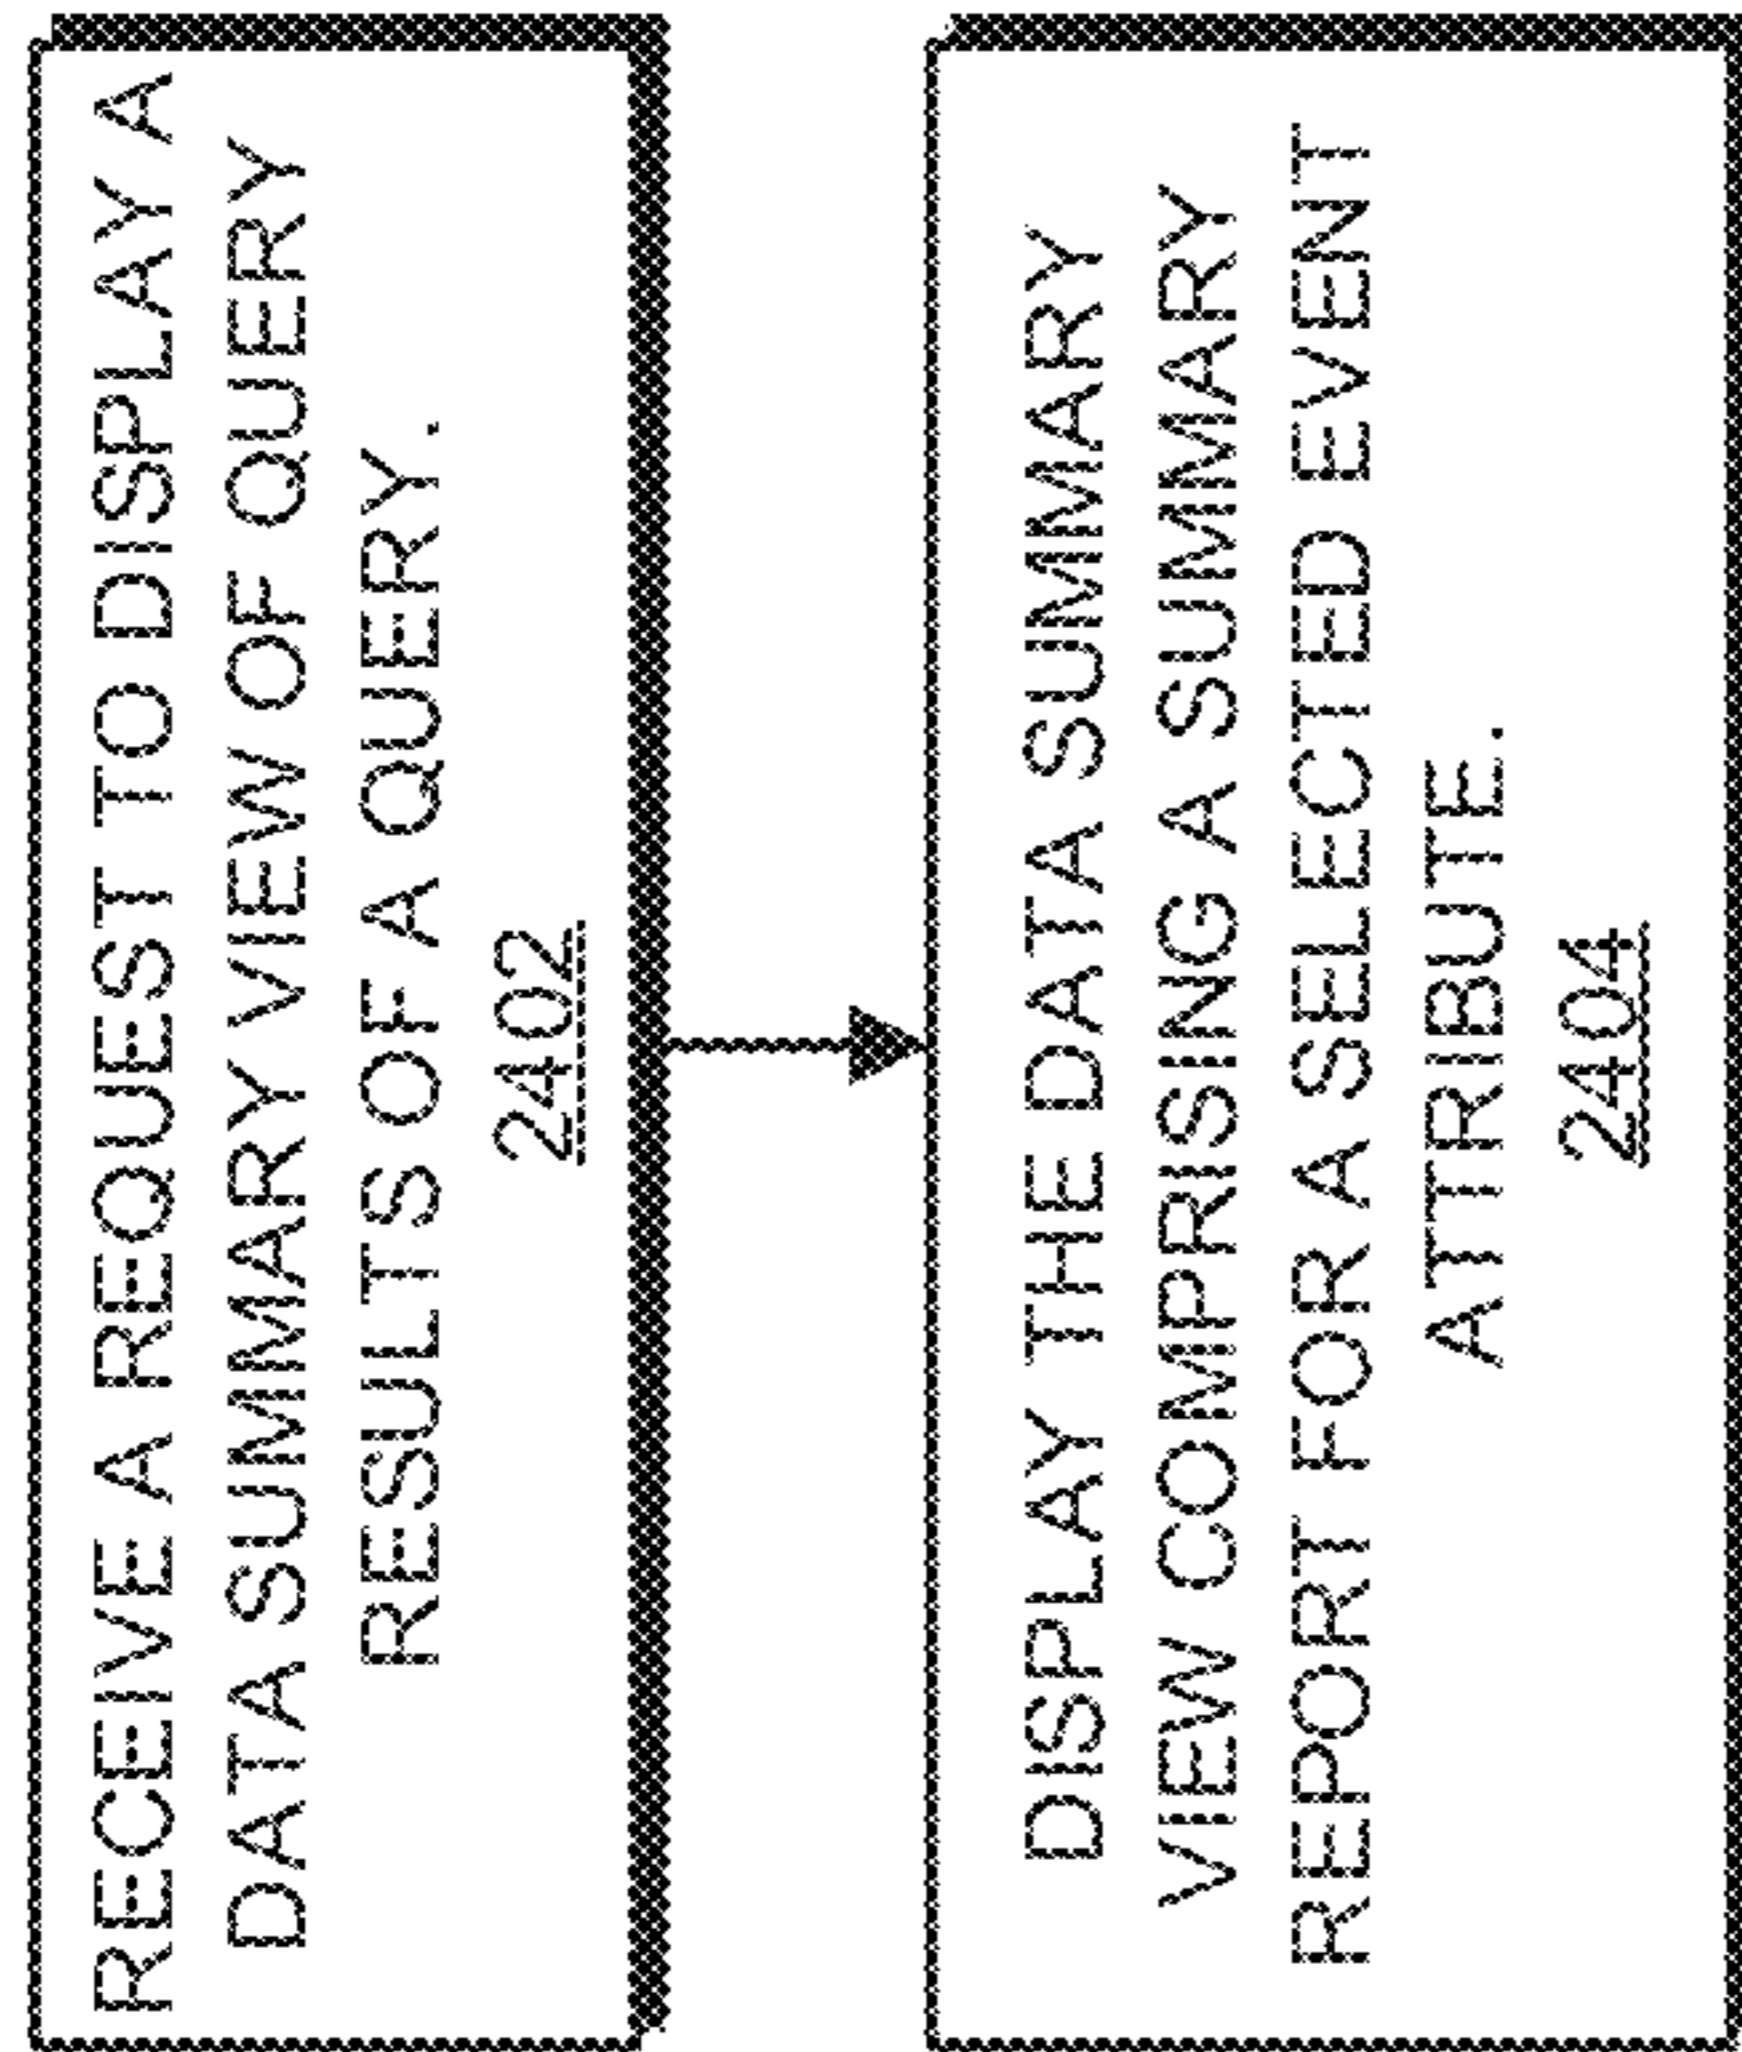 RECEIVE A REQUEST TO DISPLAY A
DATA SUMMARY VIEW OF QUERY
RESULTS OF A QUERY.
2402
DISPLAY THE DATA SUMMARY
VIEW COMPRISING A SUMMARY
REPORT FOR A SELECTED EVENT
ATTRIBUTE.
2404